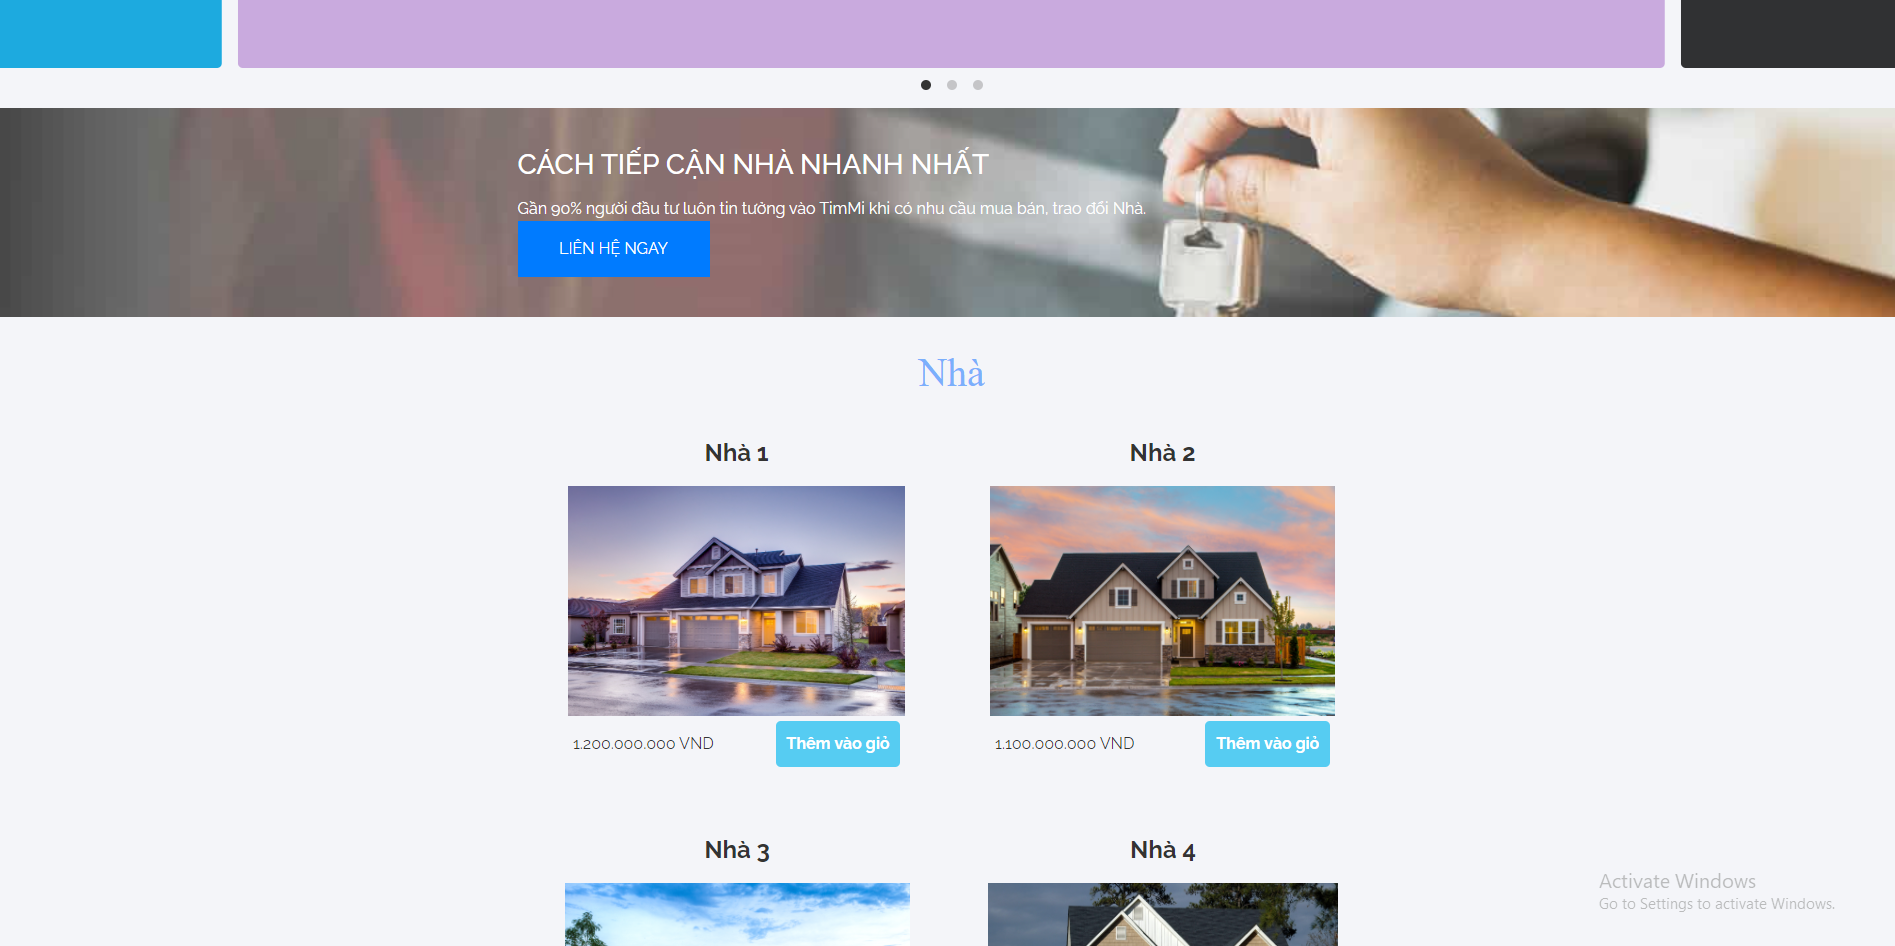 CÁCH TIẾP CẬN NHÀ NHANH NHẤT
Gần 90% người đầu tư luôn tin tưởng vào TimMi khi có nhu cầu mua bán, trao đổi Nhà.
LIÊN HỆ NGAY
Nhà
Nhà 1
Nhà 2
1.200.000.000 VND
Thêm vào giỏ
1.100.000.000 VND
Thêm vào giỏ
Nhà 3
Nhà 4
Activate Windows
Go to Settings to activate Windows.